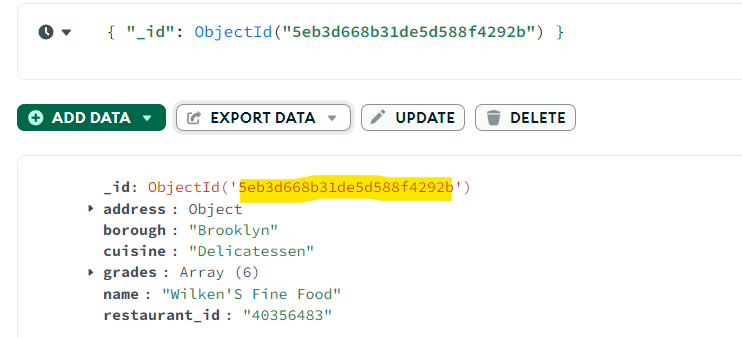 { "_id": ObjectId("5eb3d668b31de5d588f4292b") }
ADD DATA EXPORT DATA UPDATE DELETE
_id: ObjectId('5eb3d668b31de5d588f4292b')
address : Object
borough : "Brooklyn"
cuisine : "Delicatessen"
grades : Array (6)
name : "Wilken'S Fine Food"
restaurant_id : "40356483"